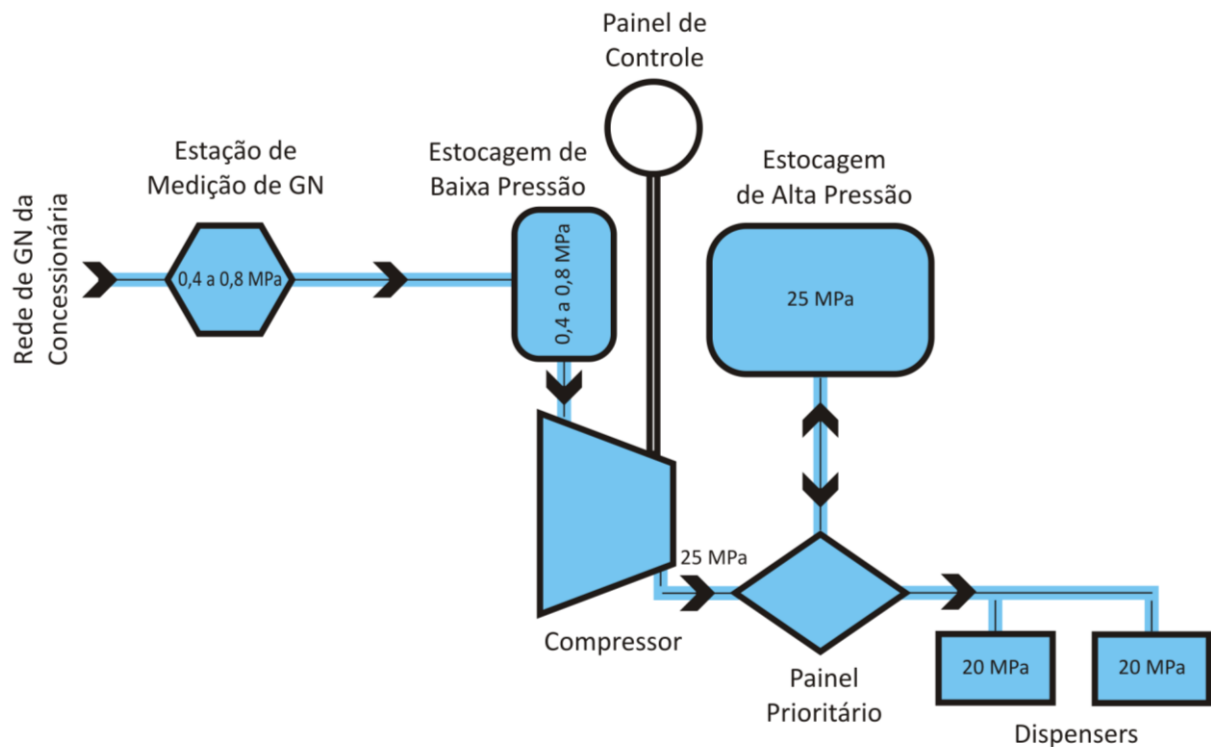 Painel de
Controle
Estação de
Medição de GN
Estocagem de
Baixa Pressão
Estocagem
de Alta Pressão
Rede de GN da
Concessionária
0,4 a 0,8 MPa
0,4 a 0,8 MPa
25 MPa
25 MPa
Compressor
Painel
Prioritário
20 MPa
20 MPa
Dispensers